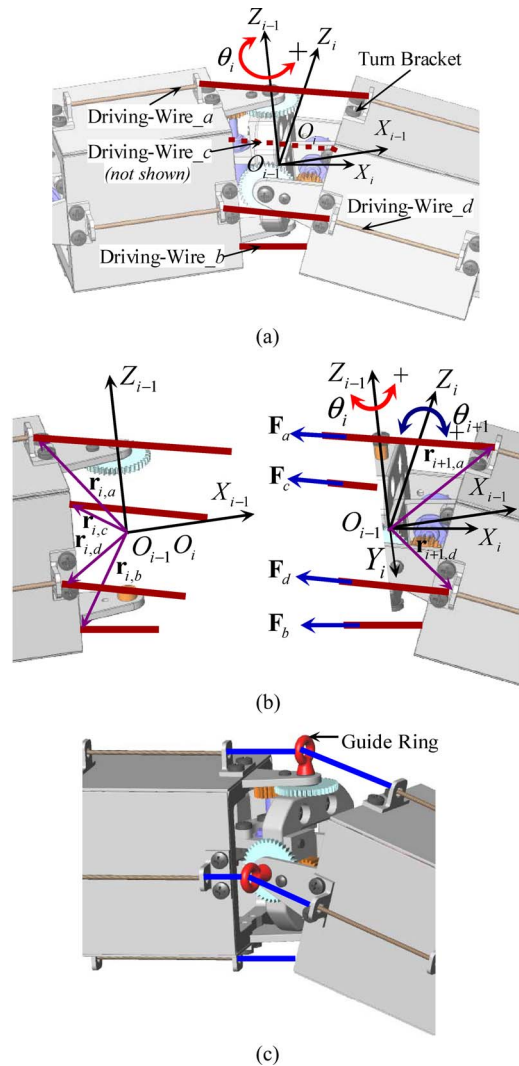 Z_{i-1}
Z_i
θ_i
+
Turn Bracket
Driving-Wire_a
X_{i-1}
Driving-Wire_c
(not shown)
O_i
O_{i-1}
X_i
Driving-Wire_d
Driving-Wire_b
(a)
Z_{i-1}
r_{i,a}
X_{i-1}
r_{i,c}
r_{i,d}
O_{i-1} O_i
r_{i,b}
Z_{i-1}
+
Z_i
θ_i
θ_{i+1}
+
F_a
r_{i+1,a}
F_c
X_{i-1}
O_{i-1}
X_i
F_d
Y_i
r_{i+1,d}
F_b
(b)
Guide Ring
(c)